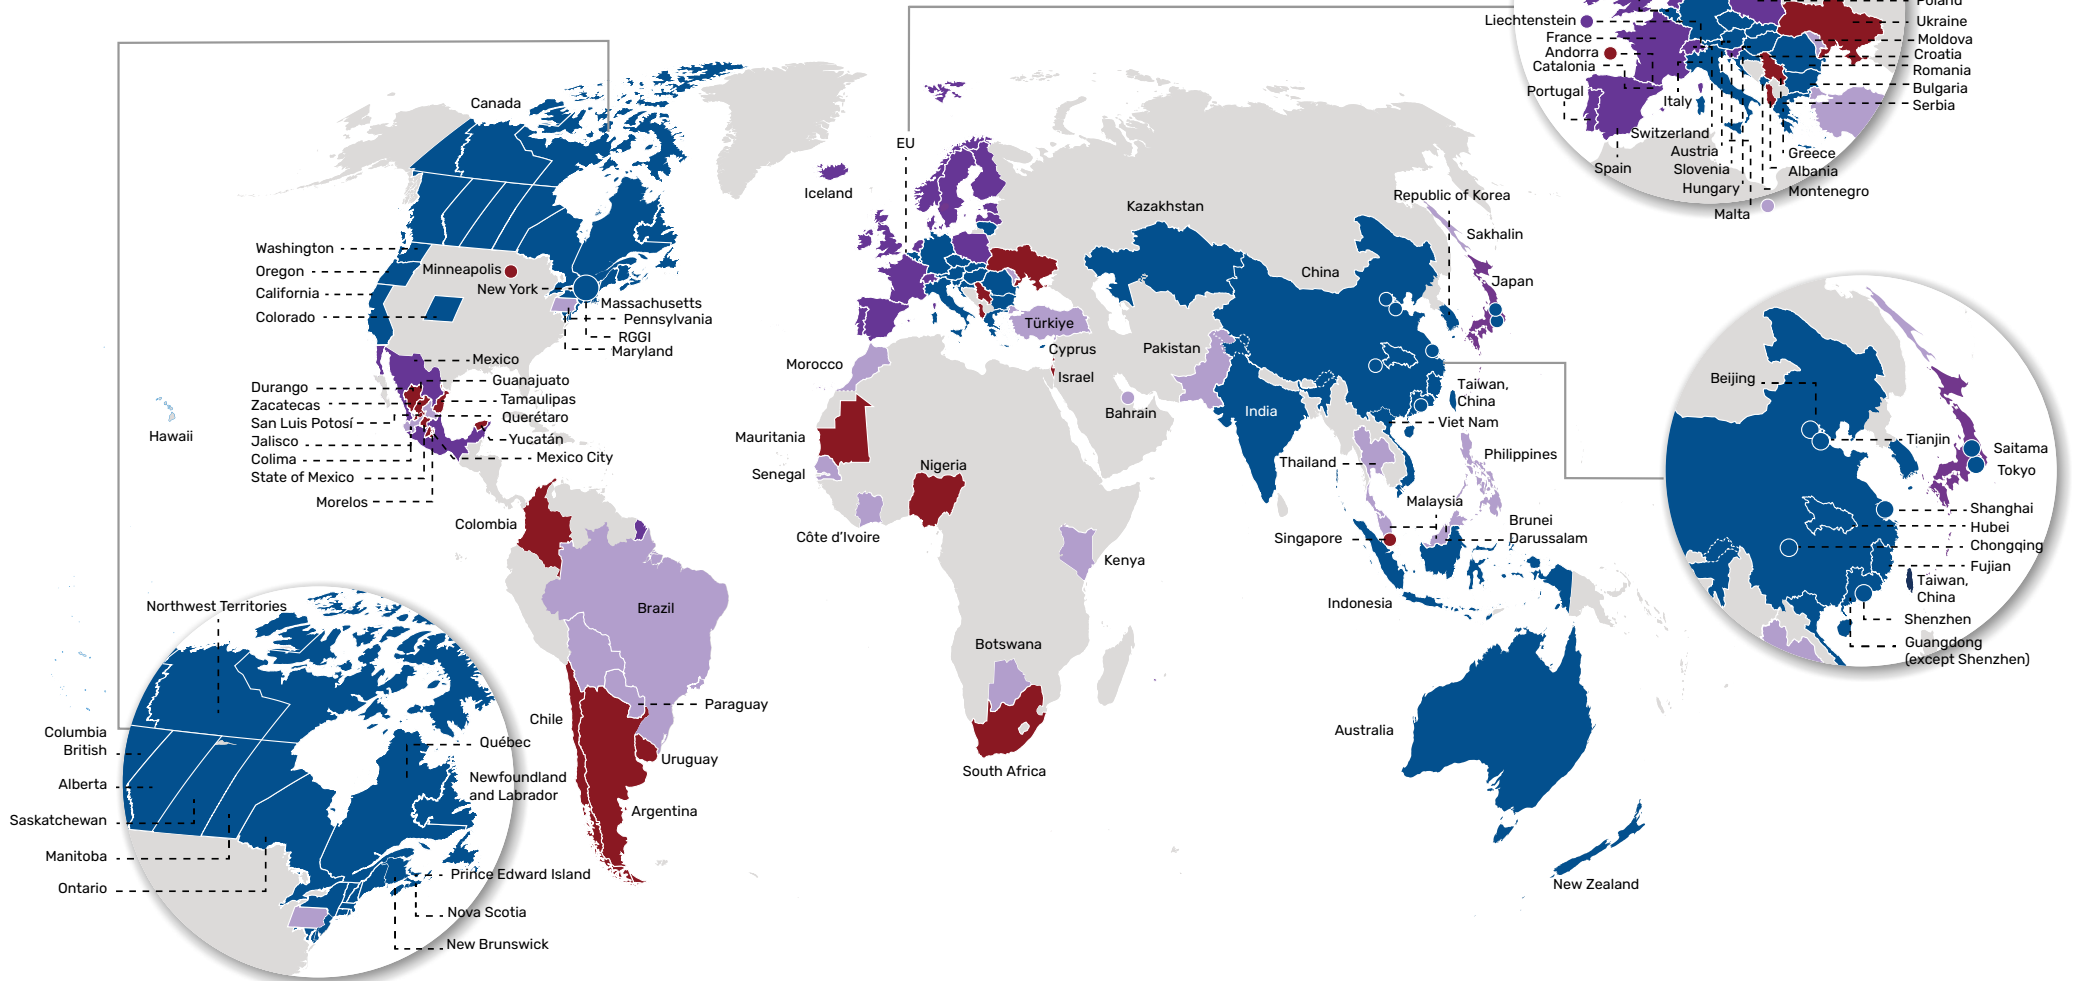 Poland
Liechtenstein
Ukraine
France
Moldova
Andorra
Croatia
Catalonia
Romania
Portugal
Bulgaria
Italy
Serbia
Switzerland
Austria
Greece
Spain
Slovenia
Albania
Hungary
Montenegro
Malta
Canada
EU
Iceland
Republic of Korea
Kazakhstan
Sakhalin
Washington
Oregon
Minneapolis
China
Japan
California
New York
Massachusetts
Colorado
Pennsylvania
RGGI
Maryland
Türkiye
Cyprus
Pakistan
Mexico
Morocco
Israel
Guanajuato
Durango
Tamaulipas
Zacatecas
Querétaro
San Luis Potosí
Yucatán
Jalisco
Colima
Mexico City
State of Mexico
Morelos
Hawaii
Bahrain
India
Taiwan,
China
Viet Nam
Mauritania
Senegal
Nigeria
Thailand
Philippines
Malaysia
Colombia
Côte d'Ivoire
Singapore
Brunei
Darussalam
Kenya
Indonesia
Brazil
Botswana
Paraguay
Chile
Uruguay
Argentina
South Africa
Australia
New Zealand
Beijing
Tianjin
Saitama
Tokyo
Shanghai
Hubei
Chongqing
Fujian
Taiwan,
China
Shenzhen
Guangdong
(except Shenzhen)
Northwest Territories
Columbia
British
Québec
Alberta
Newfoundland
and Labrador
Saskatchewan
Manitoba
Ontario
Prince Edward Island
Nova Scotia
New Brunswick